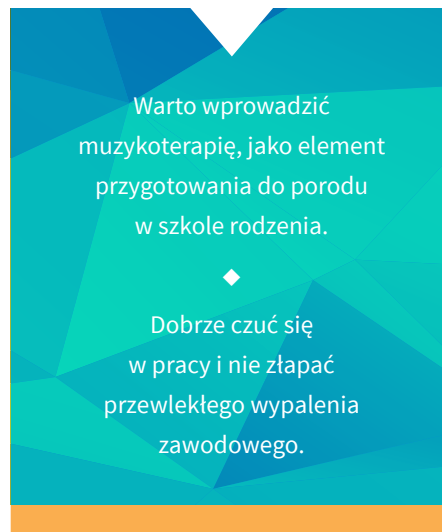 Warto wprowadzić
muzykoterapię, jako element
przygotowania do porodu
w szkole rodzenia.
Dobrze czuć się
w pracy i nie złapać
przewlekłego wypalenia
zawodowego.